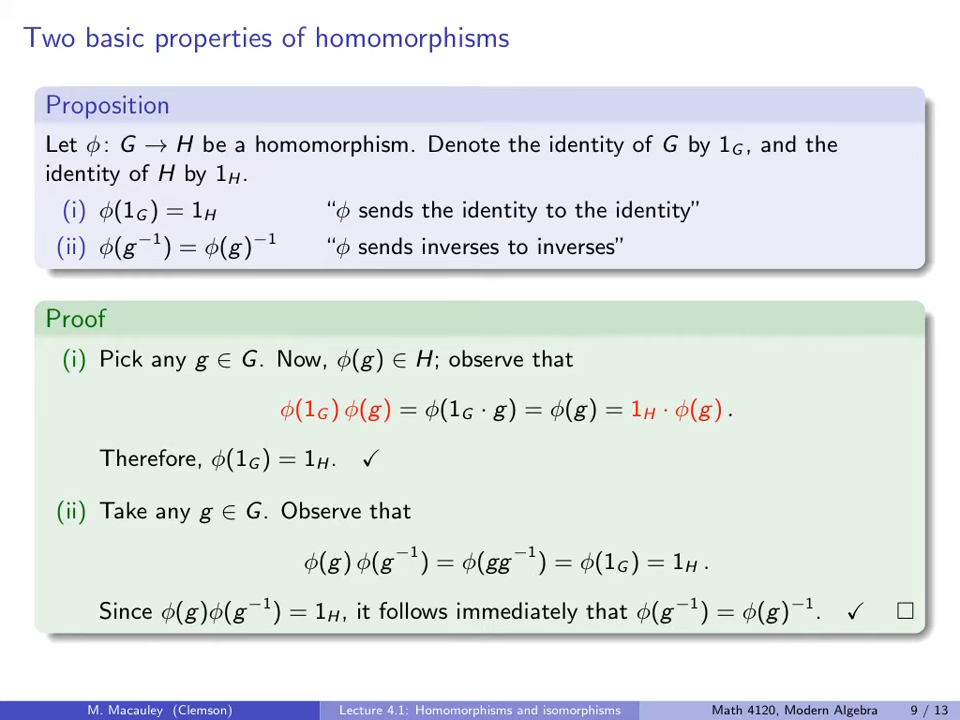 Two basic properties of homomorphisms
Proposition
Let ϕ: G → H be a homomorphism. Denote the identity of G by 1_G, and the
identity of H by 1_H.
(i) ϕ(1_G) = 1_H “ϕ sends the identity to the identity”
(ii) ϕ(g⁻¹) = ϕ(g)⁻¹ “ϕ sends inverses to inverses”
Proof
(i) Pick any g ∈ G. Now, ϕ(g) ∈ H; observe that
ϕ(1_G) ϕ(g) = ϕ(1_G · g) = ϕ(g) = 1_H · ϕ(g).
Therefore, ϕ(1_G) = 1_H. ✓
(ii) Take any g ∈ G. Observe that
ϕ(g) ϕ(g⁻¹) = ϕ(gg⁻¹) = ϕ(1_G) = 1_H.
Since ϕ(g)ϕ(g⁻¹) = 1_H, it follows immediately that ϕ(g⁻¹) = ϕ(g)⁻¹. ✓ □
M. Macauley (Clemson) Lecture 4.1: Homomorphisms and isomorphisms Math 4120, Modern Algebra 9 / 13